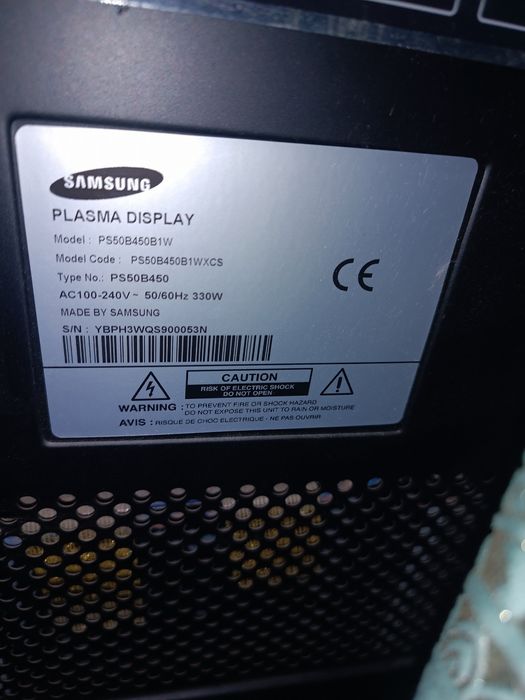 SAMSUNG
PLASMA DISPLAY
Model : PS50B450B1W
Model Code : PS50B450B1WXCS
Type No.: PS50B450
AC100-240V~ 50/60Hz 330W
MADE BY SAMSUNG
S/N : YBPH3WQS900053N
CE
CAUTION
RISK OF ELECTRIC SHOCK
DO NOT OPEN
WARNING : TO PREVENT FIRE OR SHOCK HAZARD
DO NOT EXPOSE THIS UNIT TO RAIN OR MOISTURE
AVIS : RISQUE DE CHOC ELECTRIQUE - NE PAS OUVRIR